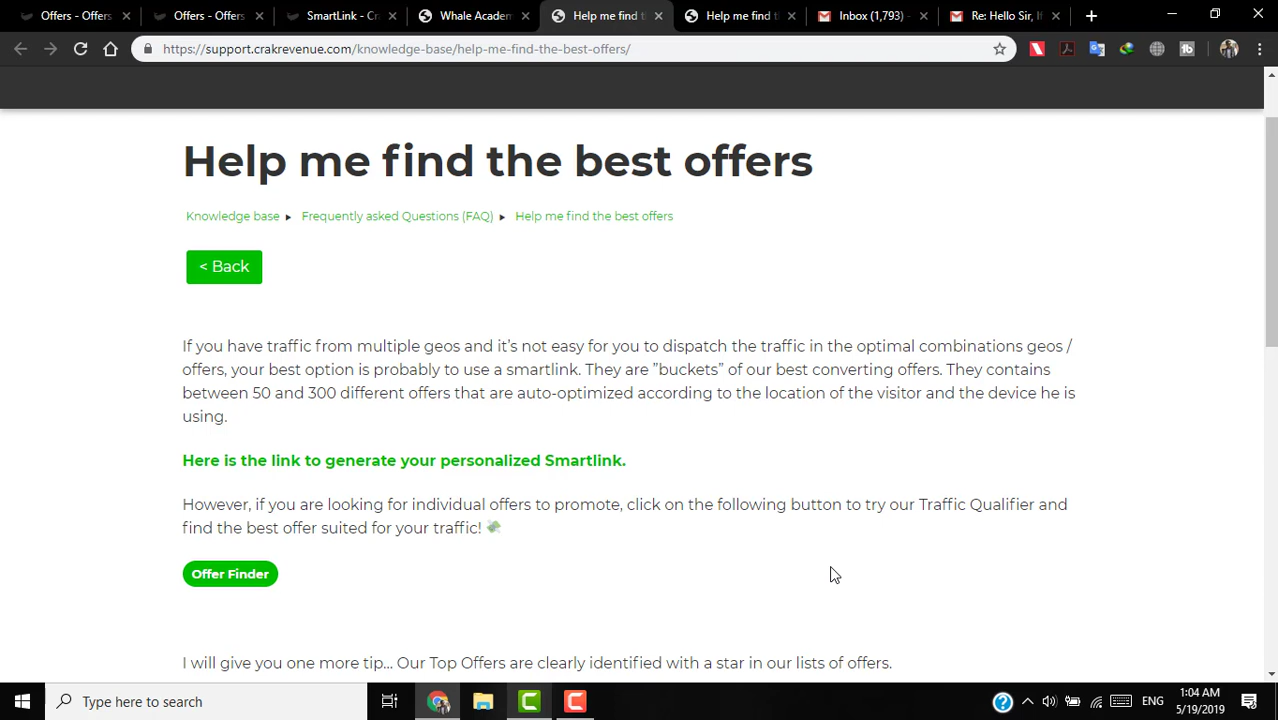 Offers - Offers
Offers - Offers
SmartLink - Cr
Whale Academ
Help me find t
Help me find t
Inbox (1,793) -
Re: Hello Sir, If
https://support.crakrevenue.com/knowledge-base/help-me-find-the-best-offers/
Help me find the best offers
Knowledge base ▸ Frequently asked Questions (FAQ) ▸ Help me find the best offers
< Back
If you have traffic from multiple geos and it's not easy for you to dispatch the traffic in the optimal combinations geos /
offers, your best option is probably to use a smartlink. They are "buckets" of our best converting offers. They contains
between 50 and 300 different offers that are auto-optimized according to the location of the visitor and the device he is
using.
Here is the link to generate your personalized Smartlink.
However, if you are looking for individual offers to promote, click on the following button to try our Traffic Qualifier and
find the best offer suited for your traffic!
Offer Finder
I will give you one more tip... Our Top Offers are clearly identified with a star in our lists of offers.
Type here to search
ENG
1:04 AM
5/19/2019